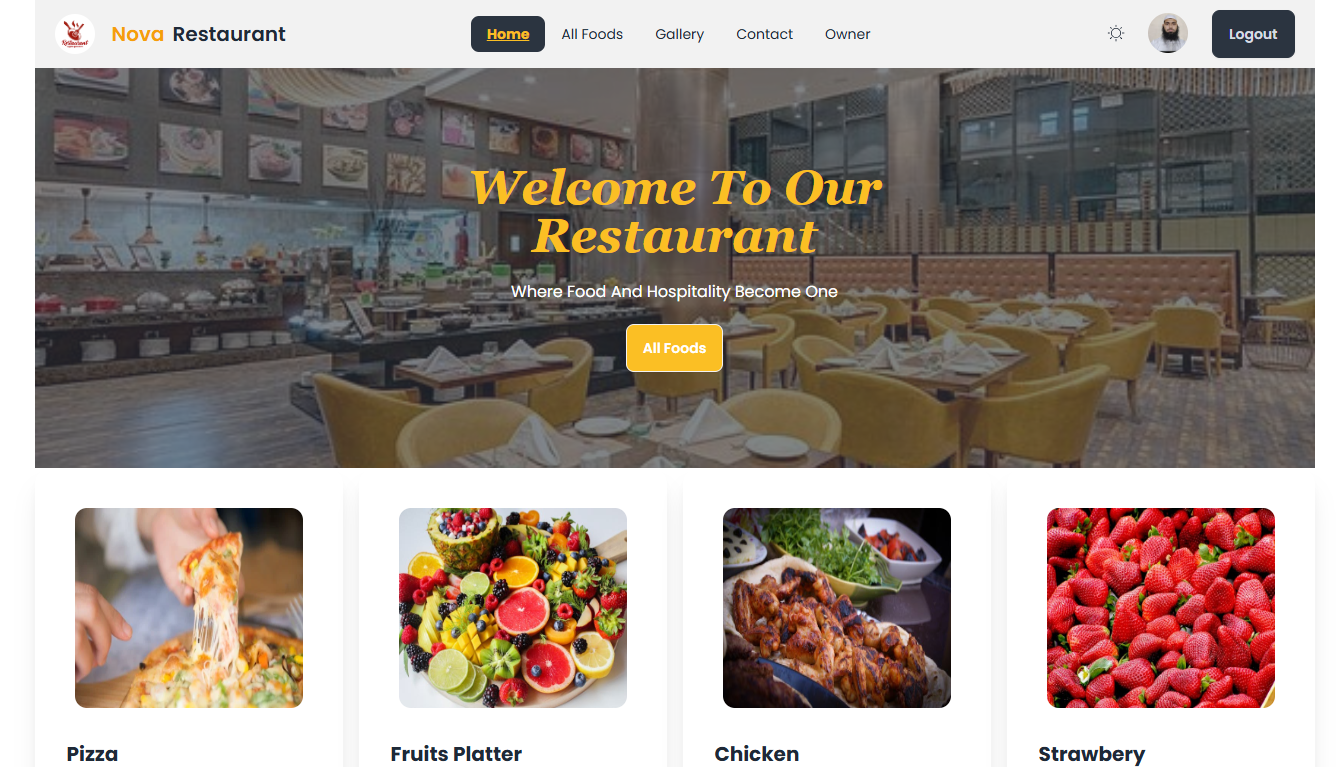 Restaurant
Nova Restaurant
Home
All Foods
Gallery
Contact
Owner
Logout
Welcome To Our
Restaurant
Where Food And Hospitality Become One
All Foods
Pizza
Fruits Platter
Chicken
Strawbery